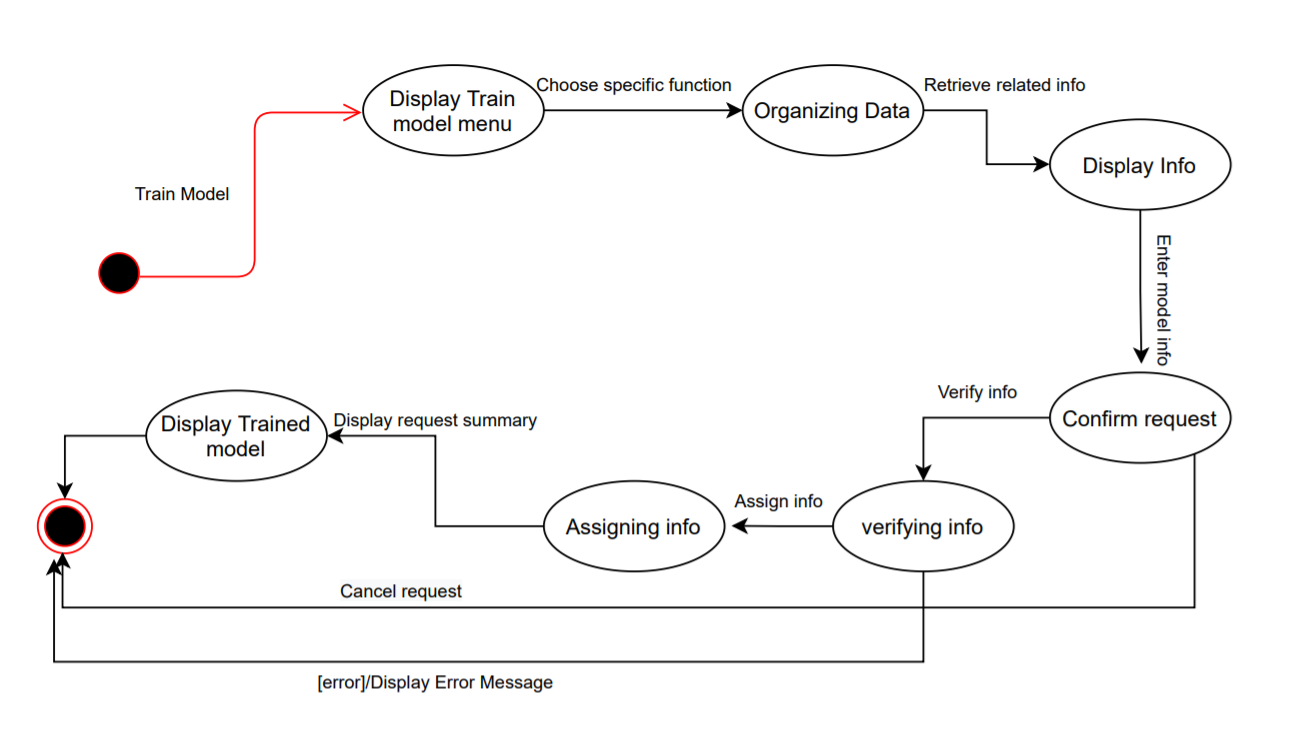 Choose specific function
Retrieve related info
Display Train
model menu
Organizing Data
Display Info
Train Model
Enter model info
Verify info
Confirm request
Display Trained
model
Display request summary
Assign info
Assigning info
verifying info
Cancel request
[error]/Display Error Message